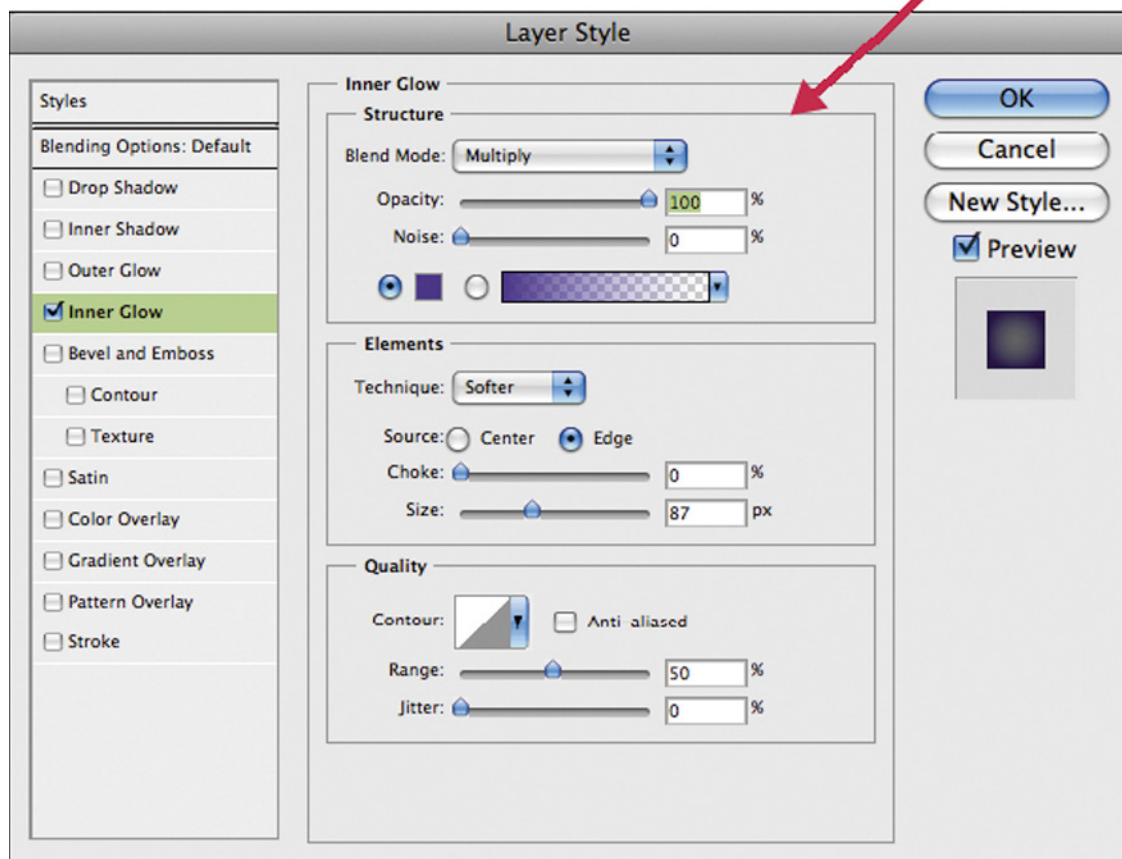 Layer Style
Styles
Blending Options: Default
Drop Shadow
Inner Shadow
Outer Glow
Inner Glow
Bevel and Emboss
Contour
Texture
Satin
Color Overlay
Gradient Overlay
Pattern Overlay
Stroke
Inner Glow
Structure
Blend Mode: Multiply
Opacity: 100 %
Noise: 0 %
Elements
Technique: Softer
Source: Center Edge
Choke: 0 %
Size: 87 px
Quality
Contour: Anti-aliased
Range: 50 %
Jitter: 0 %
OK
Cancel
New Style...
Preview